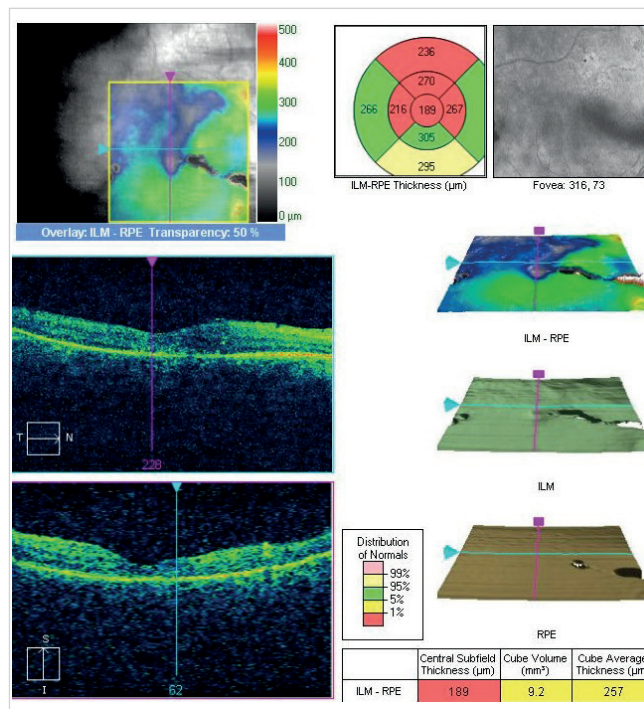 500
400
300
200
100
0 µm
Overlay: ILM - RPE Transparency: 50 %
236
270
266
216
189
267
305
295
ILM-RPE Thickness (µm)
Fovea: 316, 73
ILM - RPE
T
N
228
ILM
S
I
62
Distribution
of Normals
99%
95%
5%
1%
RPE
Central Subfield Thickness (µm)
Cube Volume (mm³)
Cube Average Thickness (µm
ILM - RPE
189
9.2
257